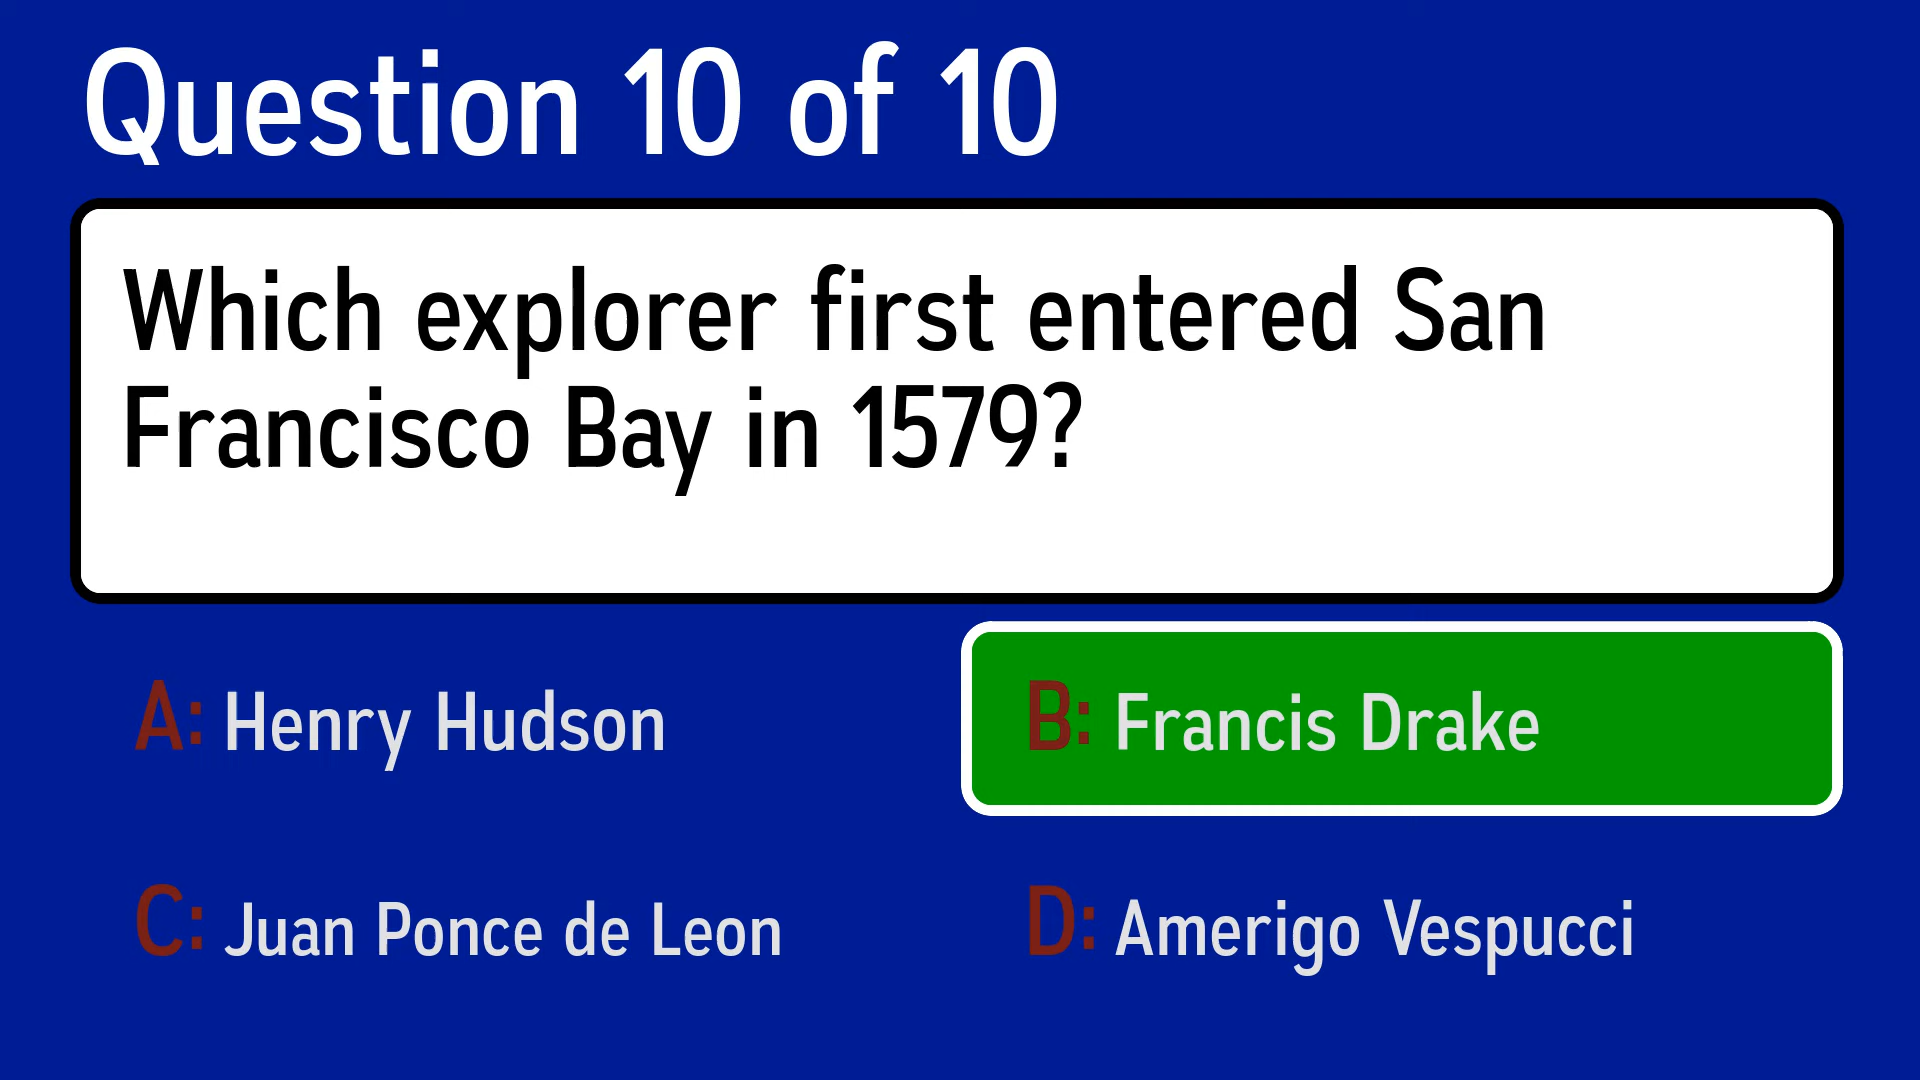 Question 10 of 10
Which explorer first entered San
Francisco Bay in 1579?
A: Henry Hudson
B: Francis Drake
C: Juan Ponce de Leon
D: Amerigo Vespucci